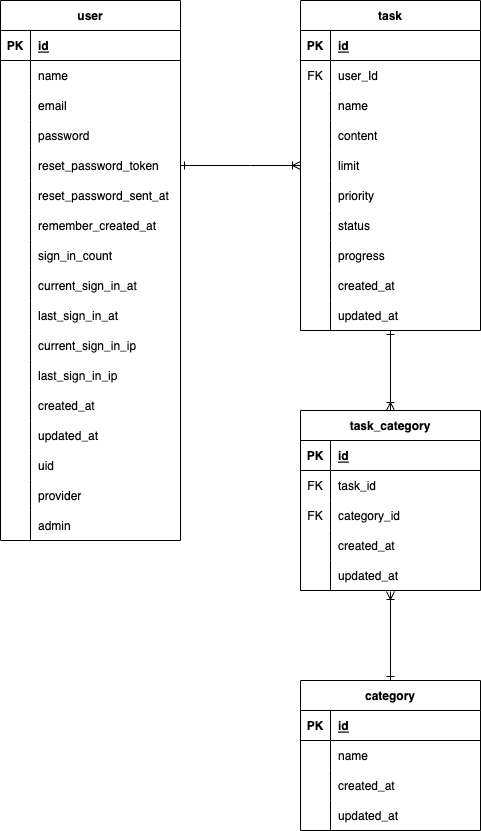 user
PK id
name
email
password
reset_password_token
reset_password_sent_at
remember_created_at
sign_in_count
current_sign_in_at
last_sign_in_at
current_sign_in_ip
last_sign_in_ip
created_at
updated_at
uid
provider
admin
task
PK id
FK user_Id
name
content
limit
priority
status
progress
created_at
updated_at
task_category
PK id
FK task_id
FK category_id
created_at
updated_at
category
PK id
name
created_at
updated_at